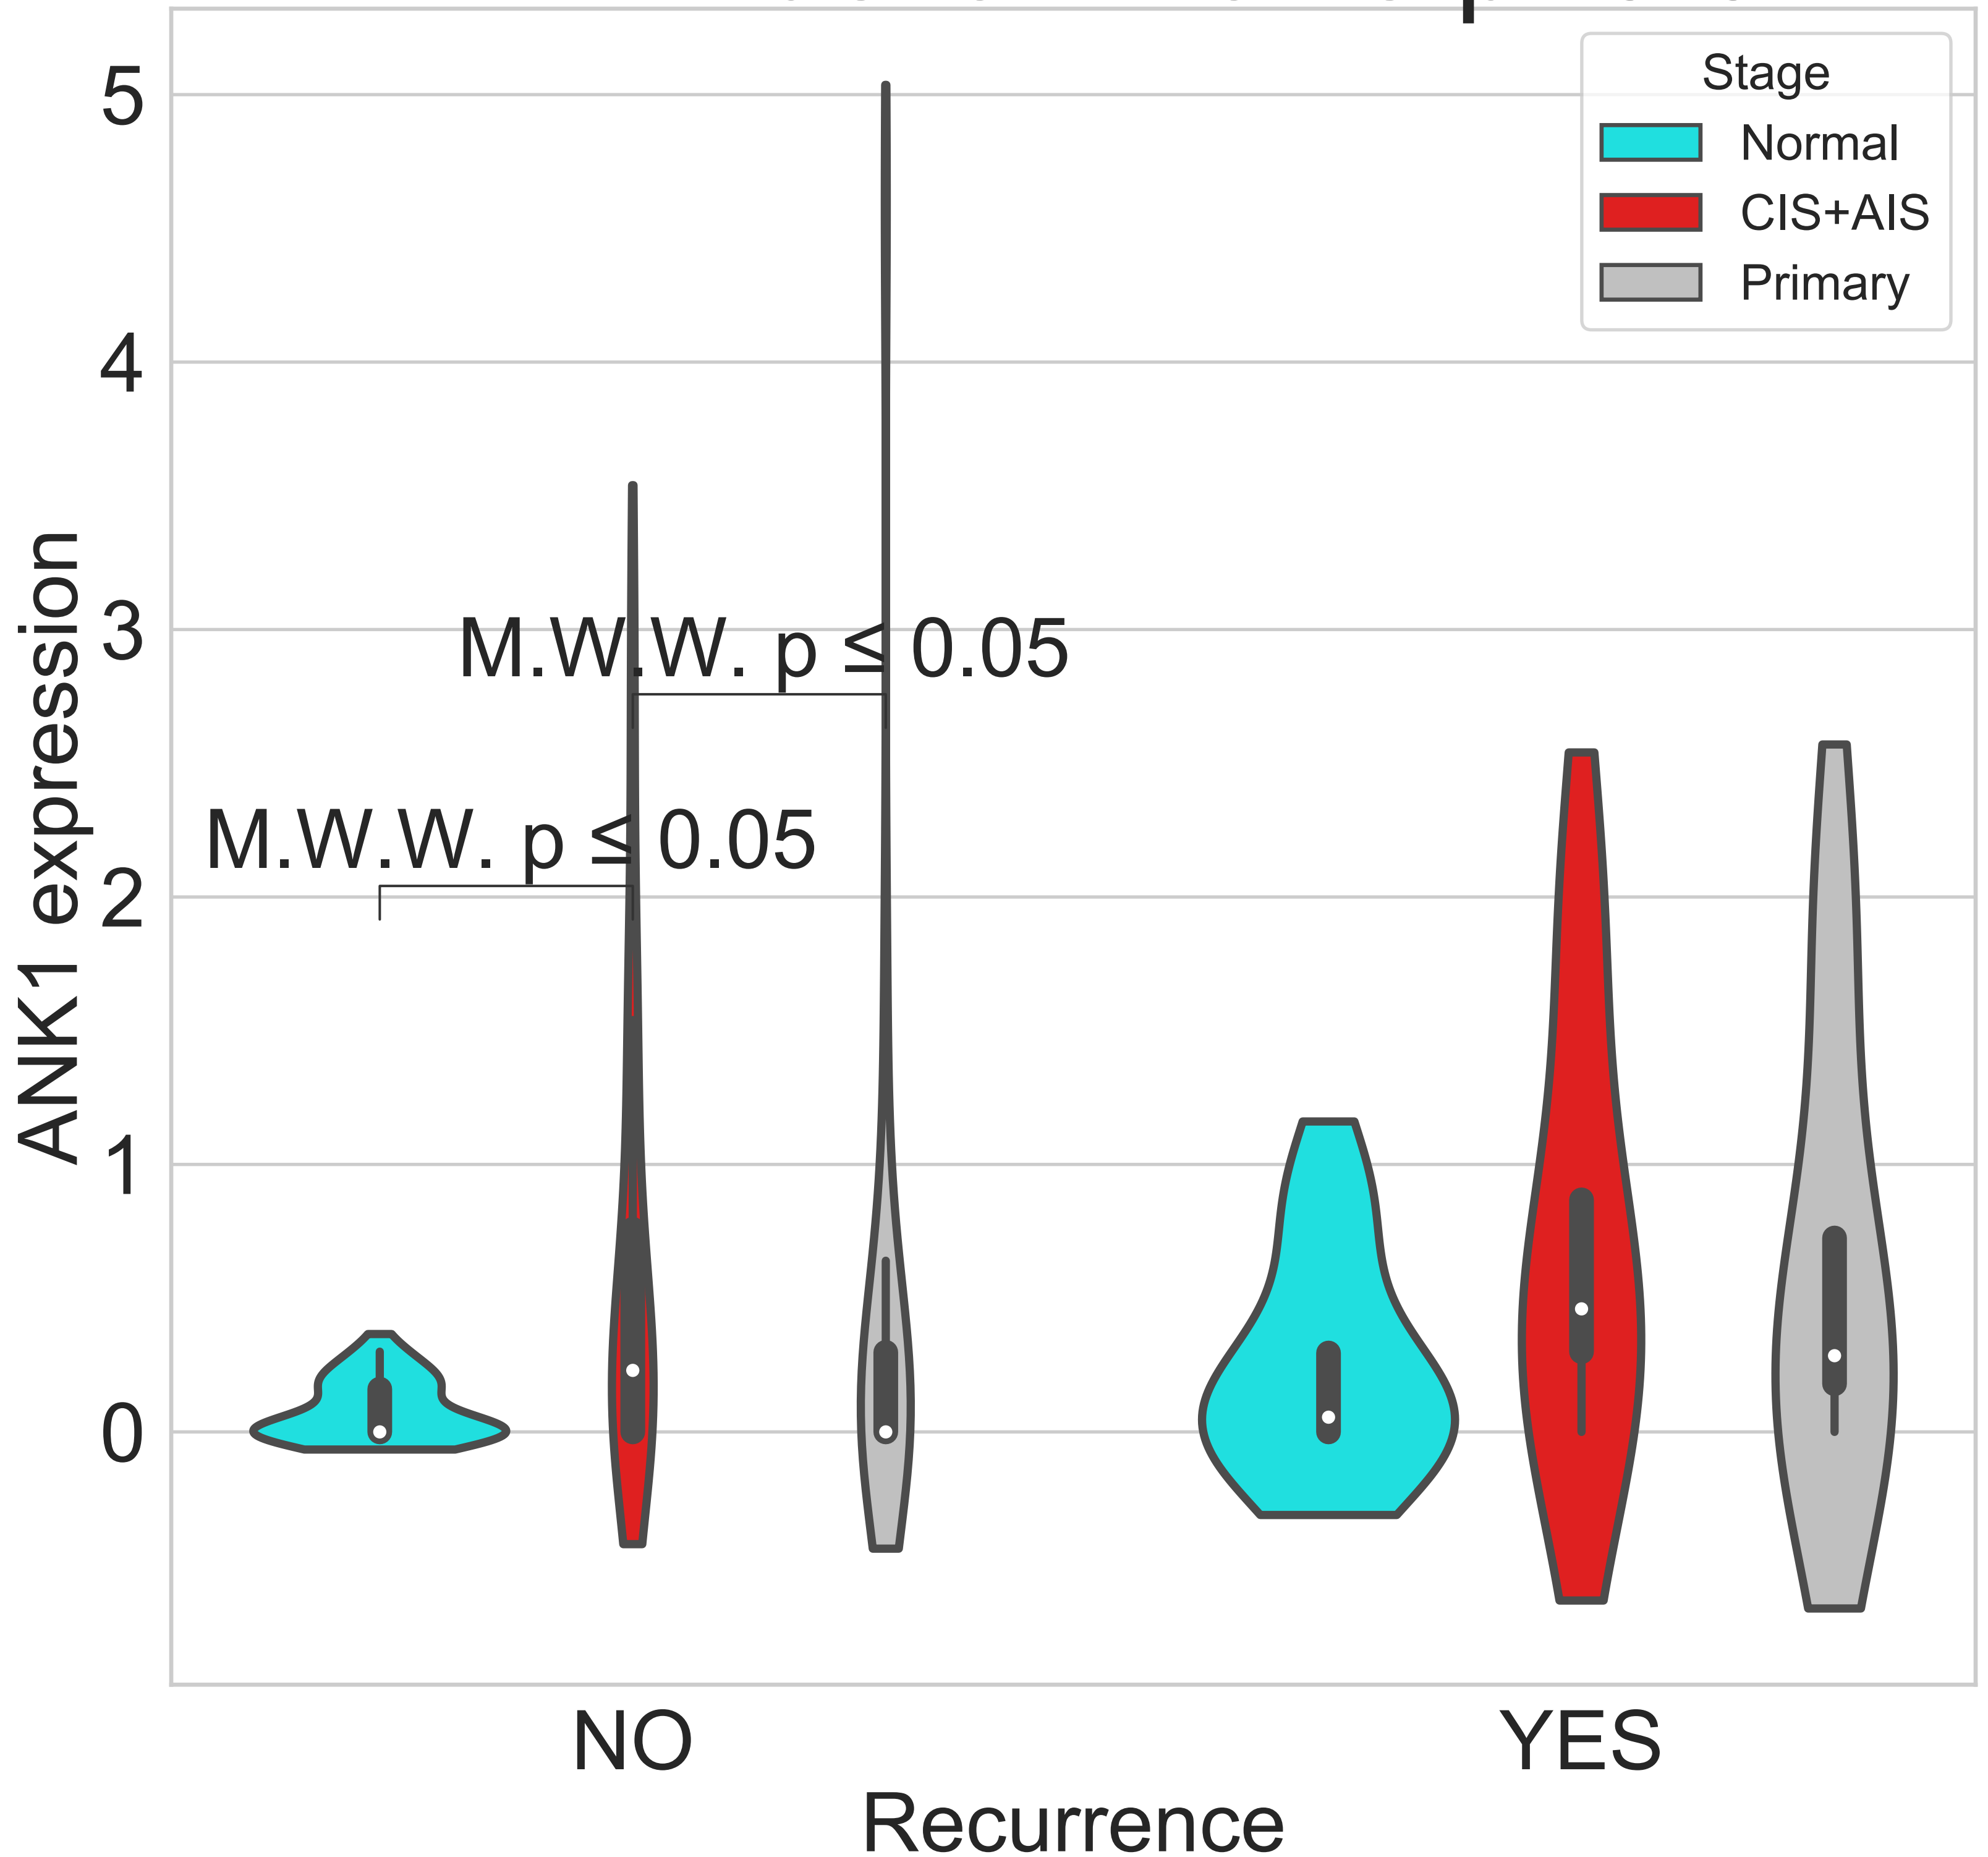 Stage
Normal
CIS+AIS
Primary
5
4
3
2
1
0
ANK1 expression
M.W.W. p ≤ 0.05
M.W.W. p ≤ 0.05
NO
YES
Recurrence